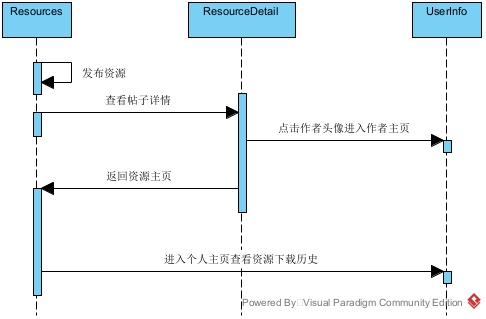 Resources ResourceDetail UserInfo
发布资源
查看帖子详情
点击作者头像进入作者主页
返回资源主页
进入个人主页查看资源下载历史
Powered By Visual Paradigm Community Edition